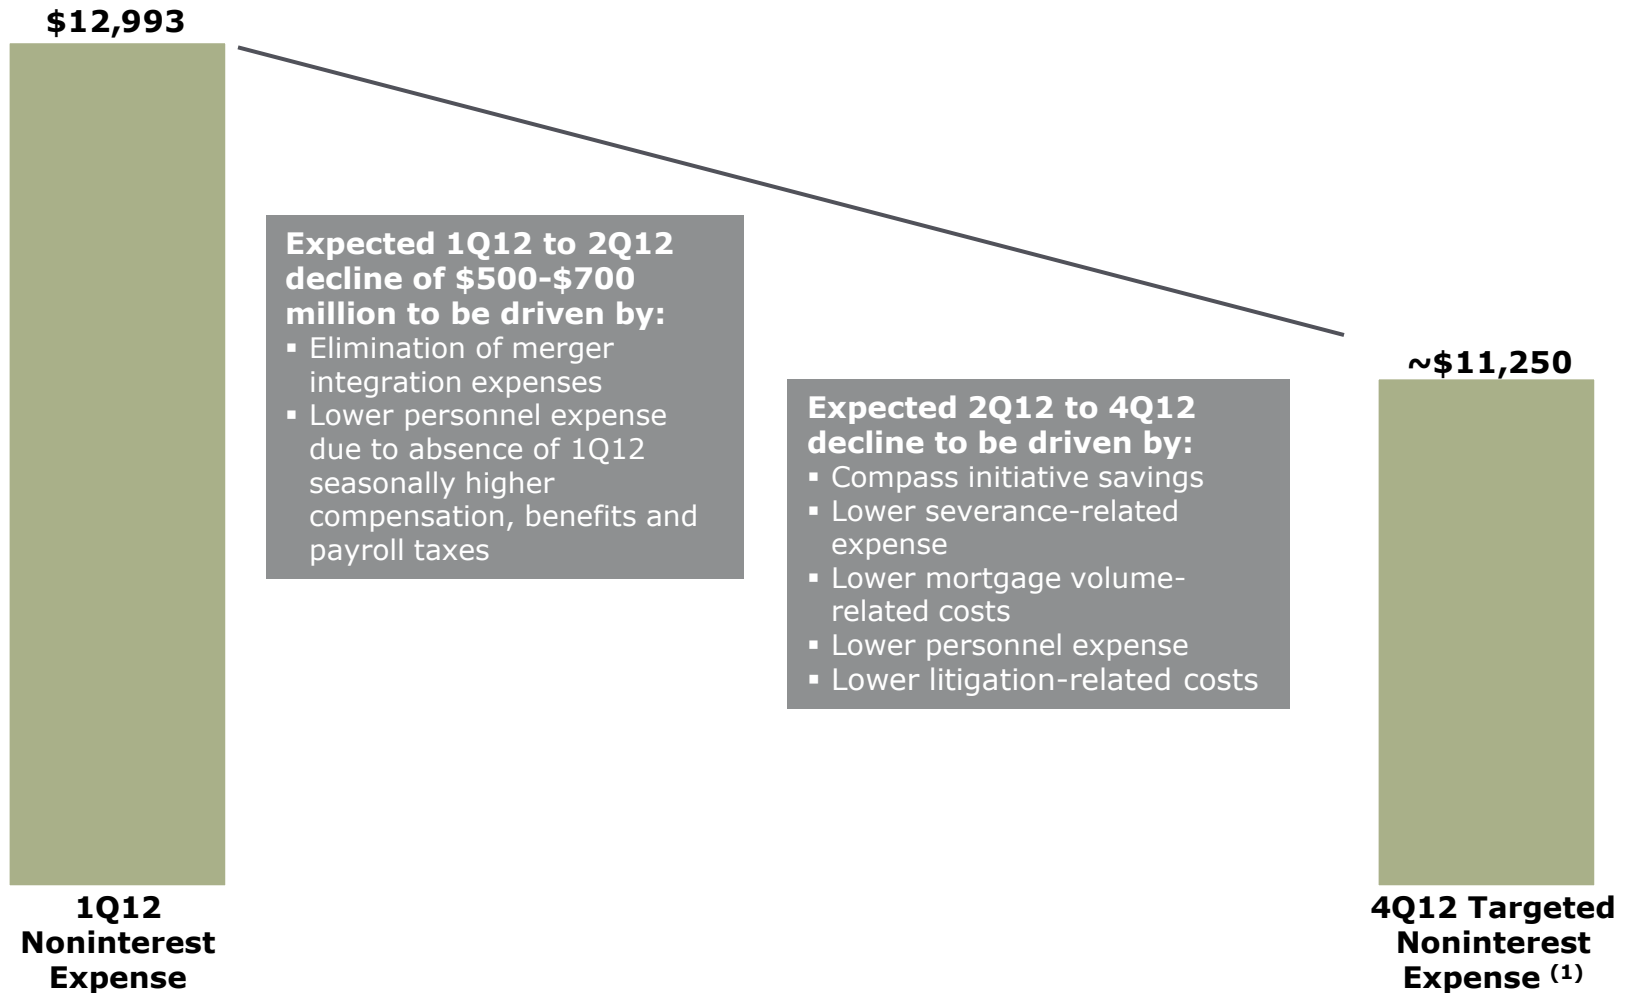 $12,993
Expected 1Q12 to 2Q12
decline of $500-$700
million to be driven by:
▪ Elimination of merger
integration expenses
▪ Lower personnel expense
due to absence of 1Q12
seasonally higher
compensation, benefits and
payroll taxes
~$11,250
Expected 2Q12 to 4Q12
decline to be driven by:
▪ Compass initiative savings
▪ Lower severance-related
expense
▪ Lower mortgage volume-
related costs
▪ Lower personnel expense
▪ Lower litigation-related costs
1Q12
Noninterest
Expense
4Q12 Targeted
Noninterest
Expense (1)